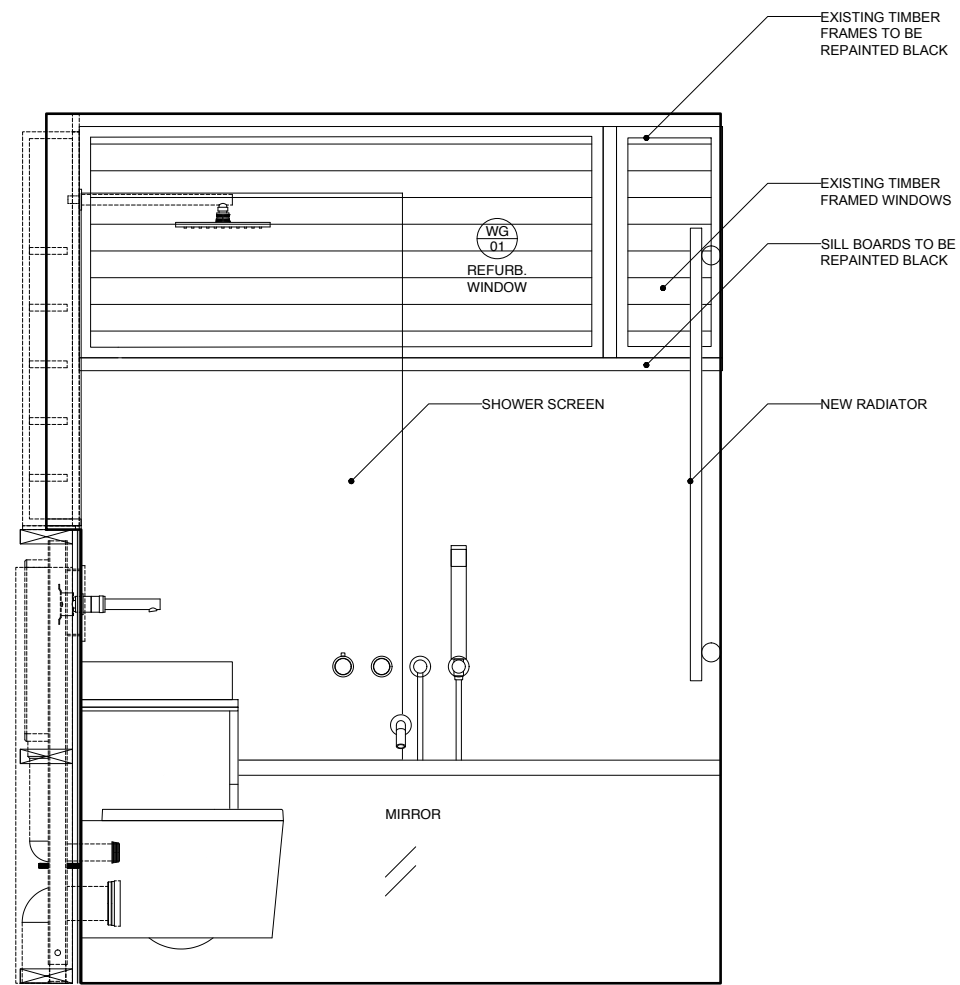 EXISTING TIMBER
FRAMES TO BE
REPAINTED BLACK
EXISTING TIMBER
FRAMED WINDOWS
WG
01
REFURB.
WINDOW
SILL BOARDS TO BE
REPAINTED BLACK
SHOWER SCREEN
NEW RADIATOR
MIRROR